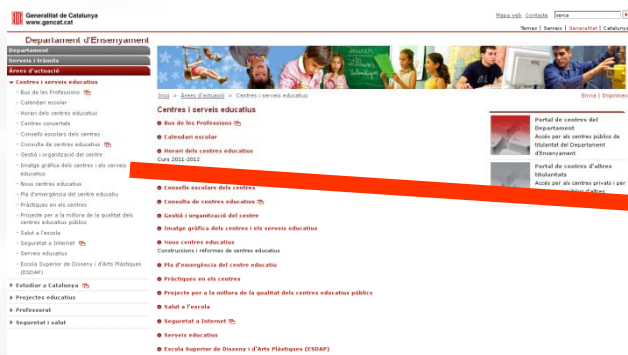 Generalitat de Catalunya
www.gencat.cat
Mapa web Contacte cerca
Temes | Serveis | Generalitat | Catalunya
Departament d'Ensenyament
Departament
Serveis i tràmits
Àrees d'actuació
Centres i serveis educatius
- Bus de les Professions
- Calendari escolar
- Horari dels centres educatius
- Centres concertats
- Consells escolars dels centres
- Consulta de centres educatius
- Gestió i organització del centre
- Imatge gràfica dels centres i els serveis
educatius
- Nous centres educatius
- Pla d'emergència del centre educatiu
- Pràctiques en els centres
- Projecte per a la millora de la qualitat dels
centres educatius públics
- Salut a l'escola
- Seguretat a Internet
- Serveis educatius
- Escola Superior de Disseny i d'Arts Plàstiques
(ESDAP)
Estudiar a Catalunya
Projectes educatius
Professorat
Seguretat i salut
Inici > Àrees d'actuació > Centres i serveis educatius
Envia | Imprimeix
Centres i serveis educatius
Bus de les Professions
Calendari escolar
Horari dels centres educatius
Curs 2011-2012
Consells escolars dels centres
Consulta de centres educatius
Gestió i organització del centre
Imatge gràfica dels centres i els serveis educatius
Nous centres educatius
Construccions i reformes de centres educatius
Pla d'emergència del centre educatiu
Pràctiques en els centres
Projecte per a la millora de la qualitat dels centres educatius públics
Salut a l'escola
Seguretat a Internet
Serveis educatius
Escola Superior de Disseny i d'Arts Plàstiques (ESDAP)
Portal de centres del
Departament
Accés per als centres públics de
titularitat del Departament
d'Ensenyament
Portal de centres d'altres
titularitats
Accés per als centres privats i per